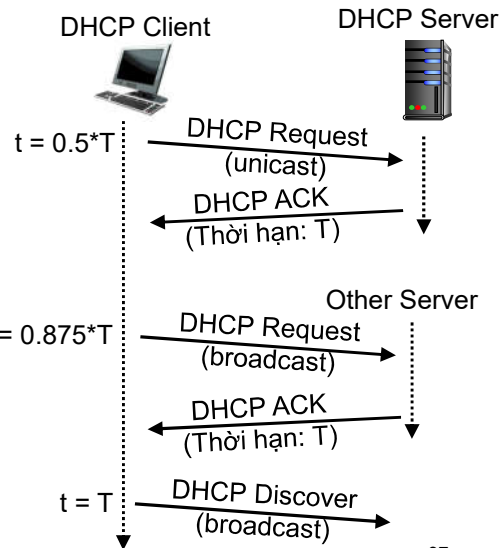 DHCP Client
DHCP Server
t = 0.5*T
DHCP Request
(unicast)
DHCP ACK
(Thời hạn: T)
Other Server
= 0.875*T
DHCP Request
(broadcast)
DHCP ACK
(Thời hạn: T)
t = T
DHCP Discover
(broadcast)